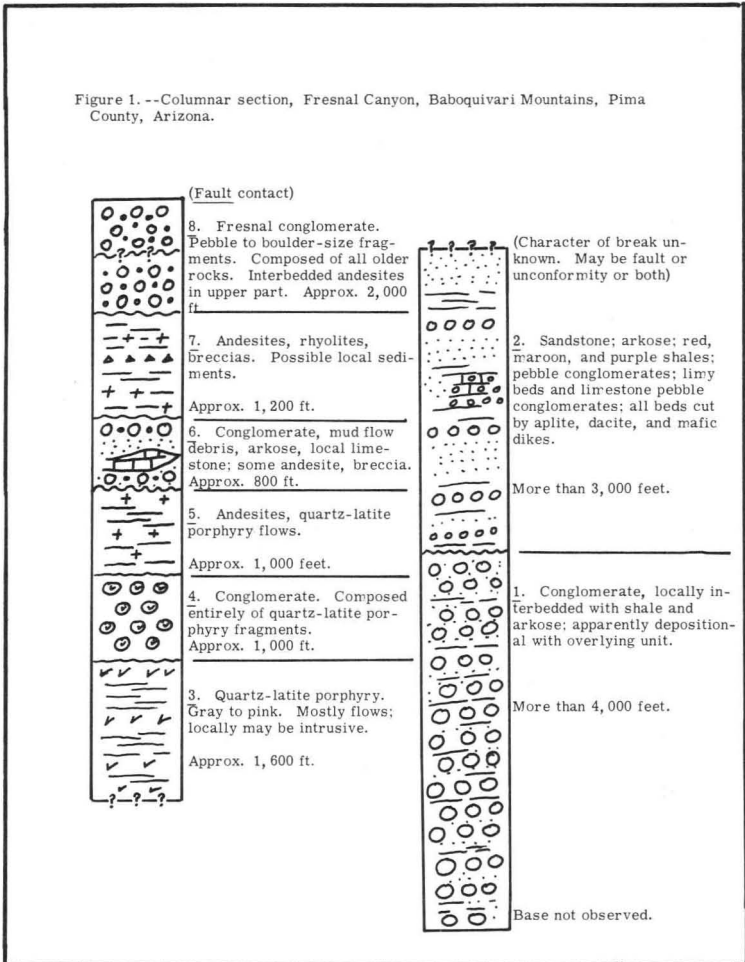 Figure 1. --Columnar section, Fresnal Canyon, Baboquivari Mountains, Pima
County, Arizona.
(Fault contact)
8. Fresnal conglomerate.
Pebble to boulder-size frag-
ments. Composed of all older
rocks. Interbedded andesites
in upper part. Approx. 2,000
ft.
? ?
7. Andesites, rhyolites,
breccias. Possible local sedi-
ments.
Approx. 1,200 ft.
6. Conglomerate, mud flow
debris, arkose, local lime-
stone; some andesite, breccia.
Approx. 800 ft.
5. Andesites, quartz-latite
porphyry flows.
Approx. 1,000 feet.
4. Conglomerate. Composed
entirely of quartz-latite por-
phyry fragments.
Approx. 1,000 ft.
3. Quartz-latite porphyry.
Gray to pink. Mostly flows;
locally may be intrusive.
Approx. 1,600 ft.
? ? ?
? ? ? ?
(Character of break un-
known. May be fault or
unconformity or both)
2. Sandstone; arkose; red,
maroon, and purple shales;
pebble conglomerates; limy
beds and limestone pebble
conglomerates; all beds cut
by aplite, dacite, and mafic
dikes.
More than 3,000 feet.
1. Conglomerate, locally in-
terbedded with shale and
arkose; apparently deposition-
al with overlying unit.
More than 4,000 feet.
Base not observed.